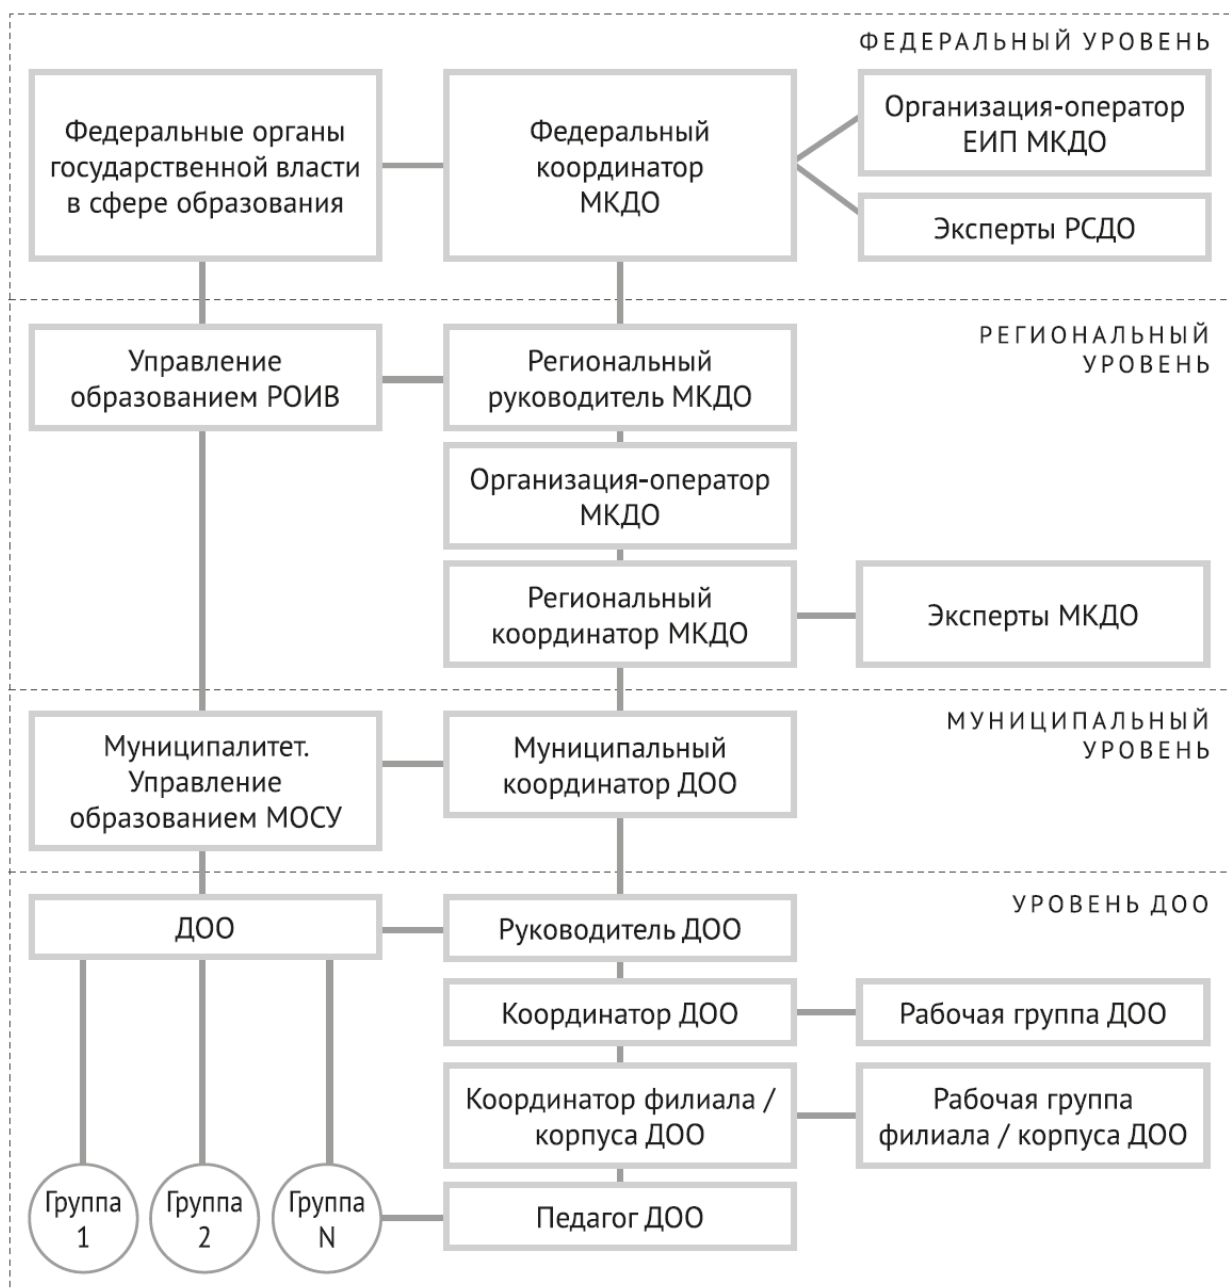 ФЕДЕРАЛЬНЫЙ УРОВЕНЬ
Федеральные органы
государственной власти
в сфере образования
Федеральный
координатор
МКДО
Организация-оператор
ЕИП МКДО
Эксперты РСДО
РЕГИОНАЛЬНЫЙ
УРОВЕНЬ
Управление
образованием РОИВ
Региональный
руководитель МКДО
Организация-оператор
МКДО
Региональный
координатор МКДО
Эксперты МКДО
МУНИЦИПАЛЬНЫЙ
УРОВЕНЬ
Муниципалитет.
Управление
образованием МОСУ
Муниципальный
координатор ДОО
УРОВЕНЬ ДОО
ДОО
Руководитель ДОО
Координатор ДОО
Рабочая группа ДОО
Координатор филиала /
корпуса ДОО
Рабочая группа
филиала / корпуса ДОО
Группа
1
Группа
2
Группа
N
Педагог ДОО